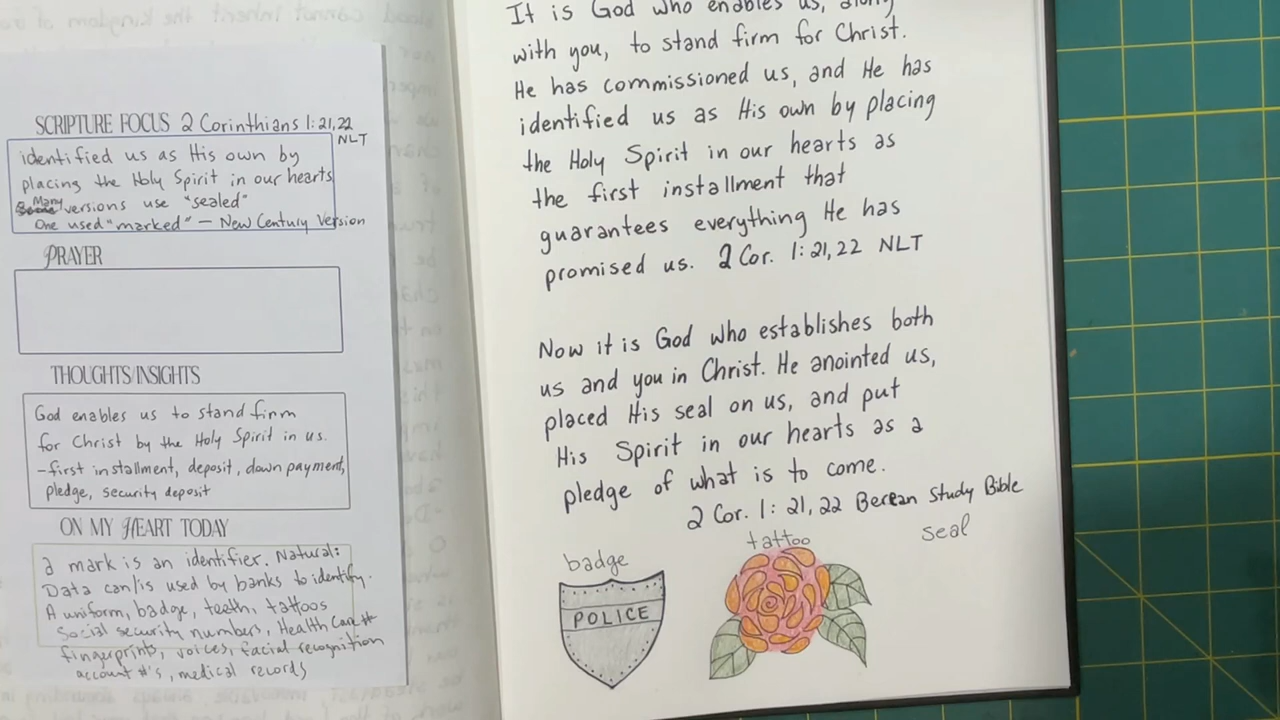 SCRIPTURE FOCUS 2 Corinthians 1:21,22
NLT
identified us as His own by
placing the Holy Spirit in our hearts
Many versions use "sealed"
One used "marked" – New Century Version
PRAYER
THOUGHTS/INSIGHTS
God enables us to stand firm
for Christ by the Holy Spirit in us.
-first installment, deposit, down payment,
pledge, security deposit
ON MY HEART TODAY
a mark is an identifier. Natural:
Data can/is used by banks to identify.
A uniform, badge, teeth, tattoos
Social security numbers, Health Card #
fingerprints, voices, facial recognition
account #'s, medical records
It is God who enables us, along
with you, to stand firm for Christ.
He has commissioned us, and He has
identified us as His own by placing
the Holy Spirit in our hearts as
the first installment that
guarantees everything He has
promised us. 2 Cor. 1:21,22 NLT
Now it is God who establishes both
us and you in Christ. He anointed us,
placed His seal on us, and put
His Spirit in our hearts as a
pledge of what is to come.
2 Cor. 1:21,22 Berean Study Bible
badge
tattoo
seal
POLICE